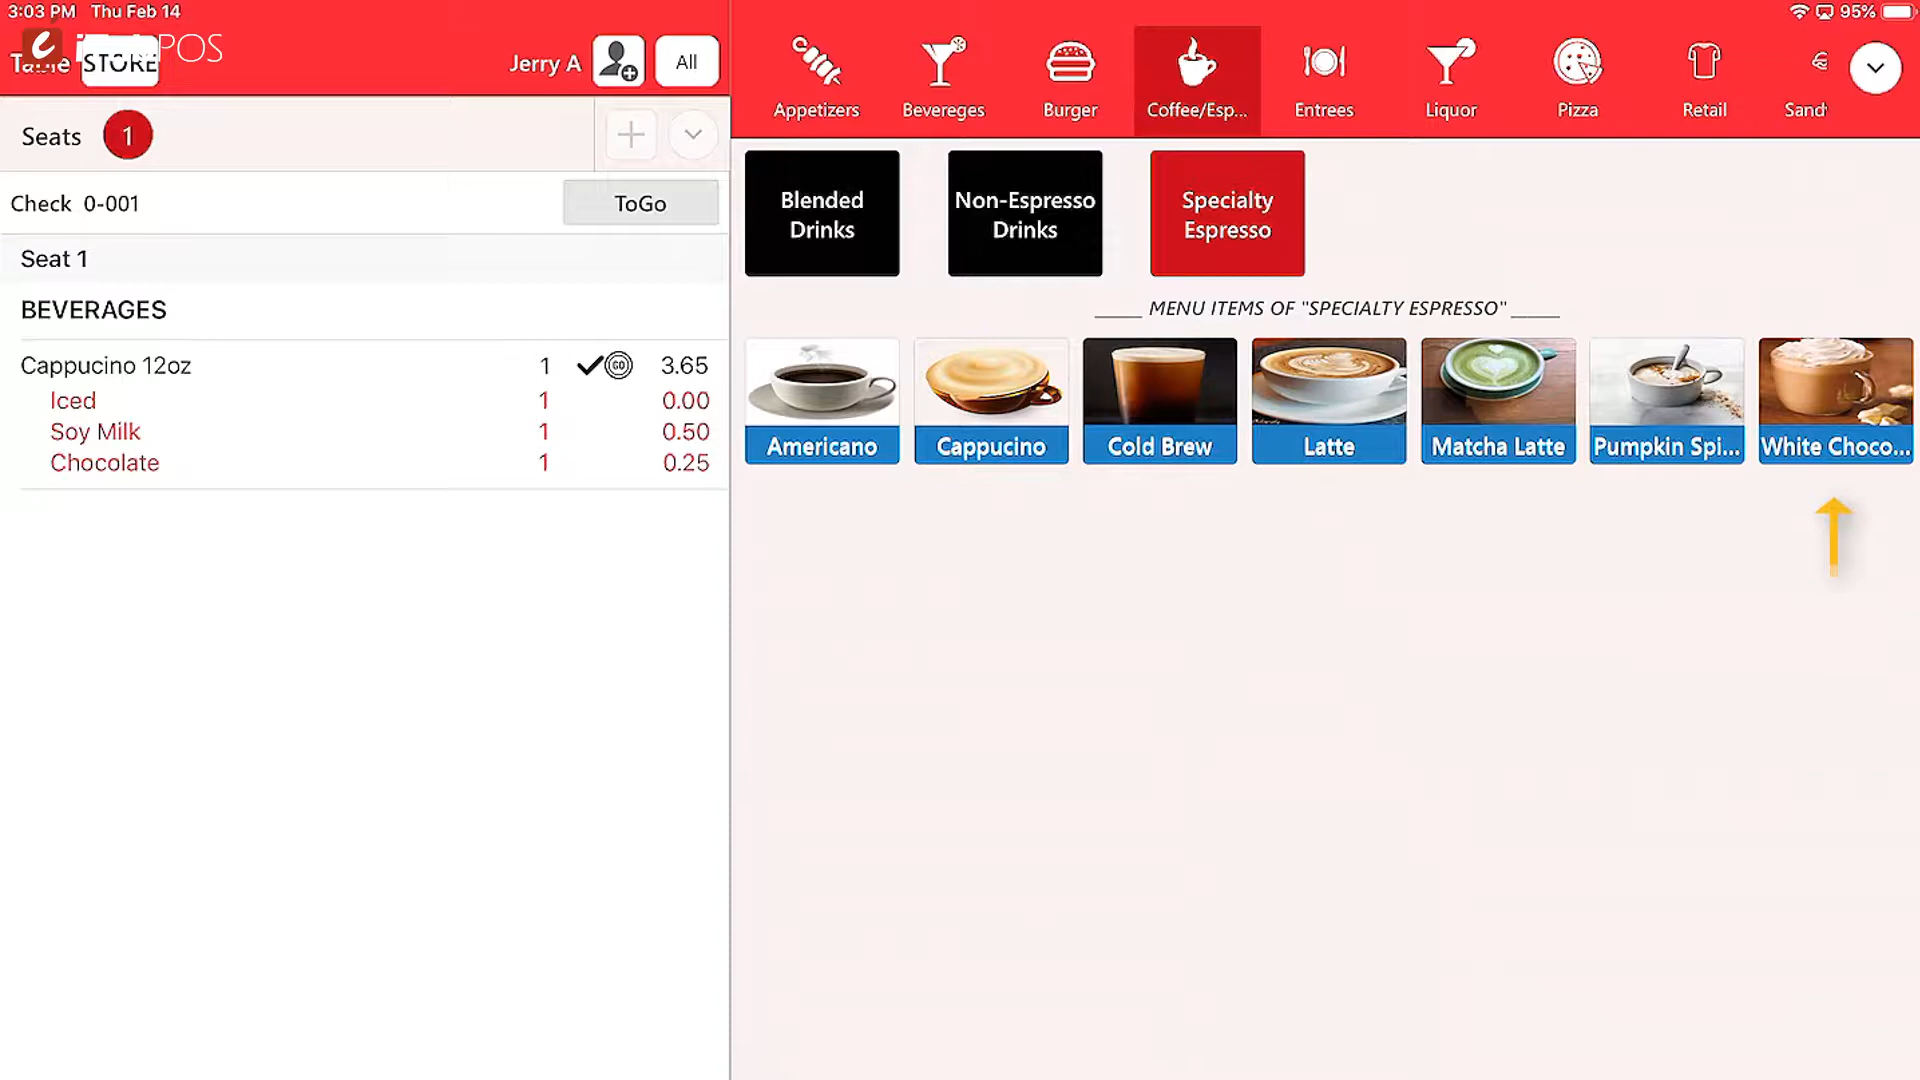 3:03 PM Thu Feb 14
95%
POS
STORE
Jerry A
All
Appetizers
Bevereges
Burger
Coffee/Esp...
Entrees
Liquor
Pizza
Retail
Sand
Seats 1
Check 0-001
ToGo
Seat 1
BEVERAGES
Cappucino 12oz 1 GO 3.65
Iced 1 0.00
Soy Milk 1 0.50
Chocolate 1 0.25
Blended
Drinks
Non-Espresso
Drinks
Specialty
Espresso
MENU ITEMS OF "SPECIALTY ESPRESSO"
Americano
Cappucino
Cold Brew
Latte
Matcha Latte
Pumpkin Spi...
White Choco...